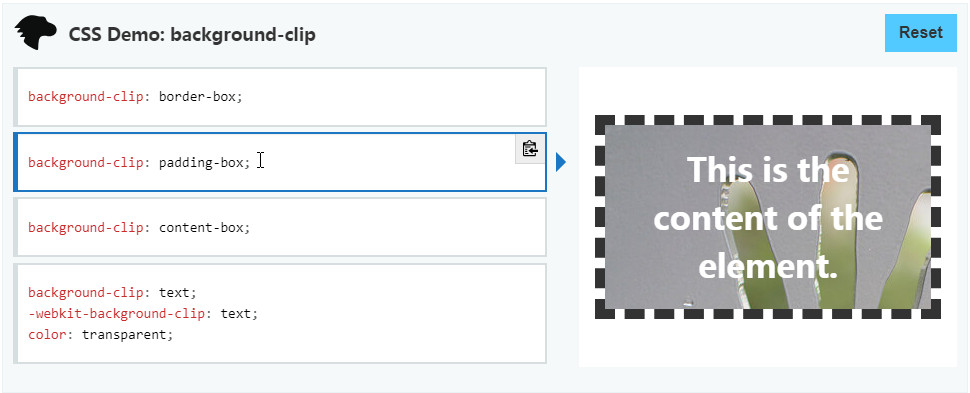 CSS Demo: background-clip
Reset
background-clip: border-box;
background-clip: padding-box;
background-clip: content-box;
background-clip: text;
-webkit-background-clip: text;
color: transparent;
This is the
content of the
element.